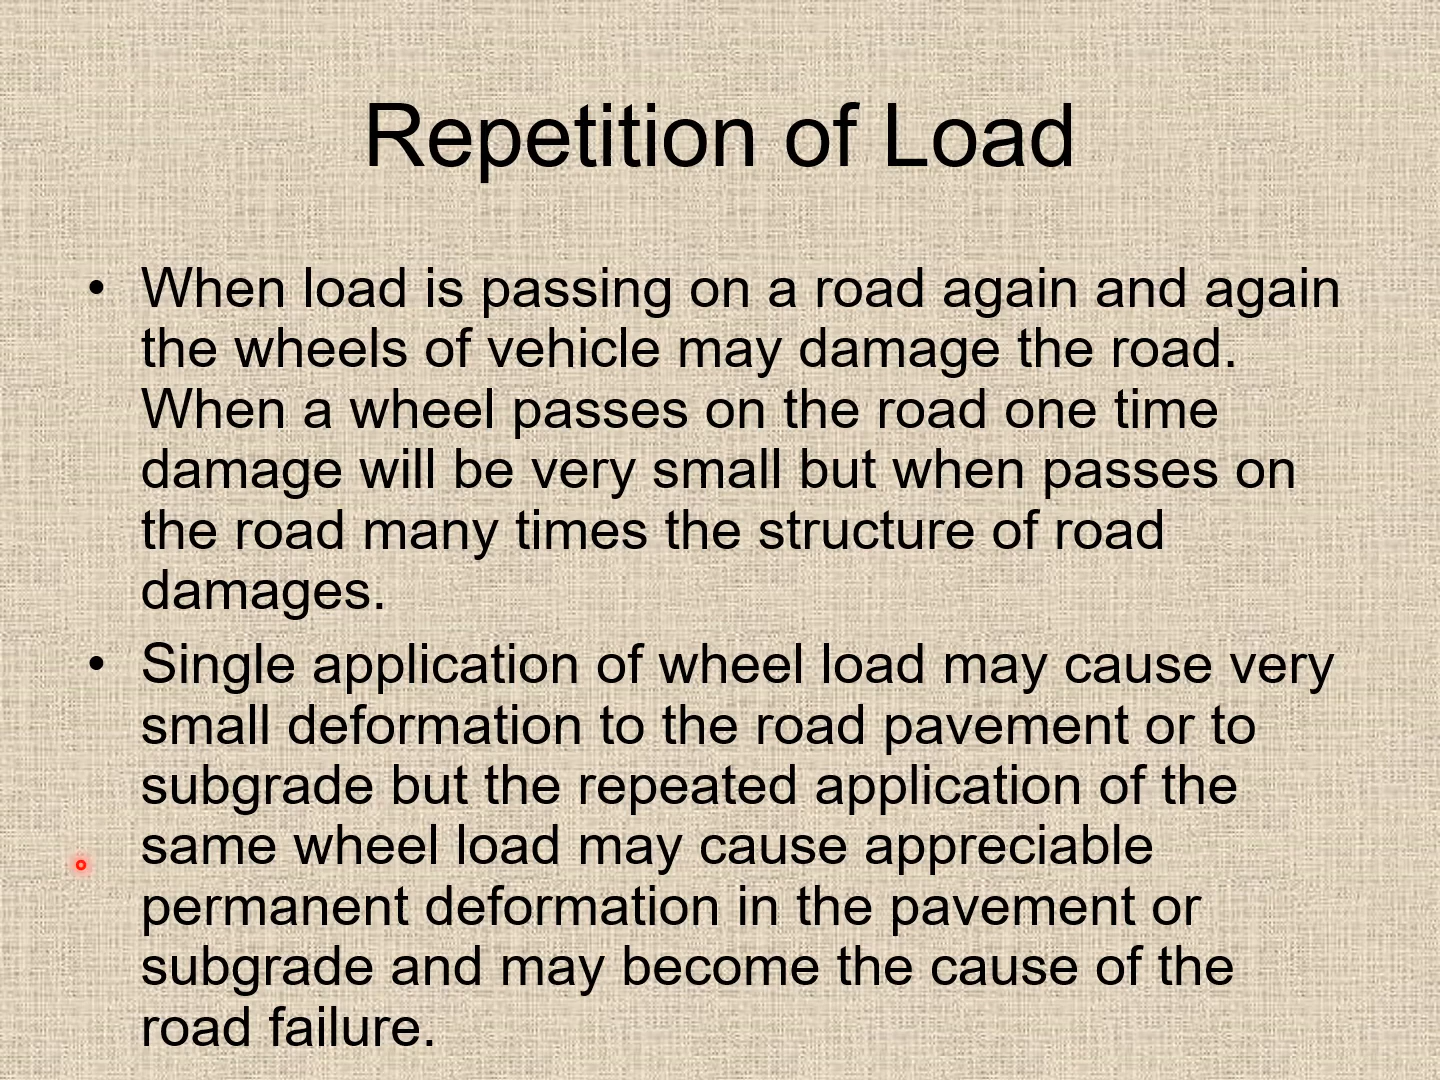 Repetition of Load
• When load is passing on a road again and again
the wheels of vehicle may damage the road.
When a wheel passes on the road one time
damage will be very small but when passes on
the road many times the structure of road
damages.
• Single application of wheel load may cause very
small deformation to the road pavement or to
subgrade but the repeated application of the
same wheel load may cause appreciable
permanent deformation in the pavement or
subgrade and may become the cause of the
road failure.